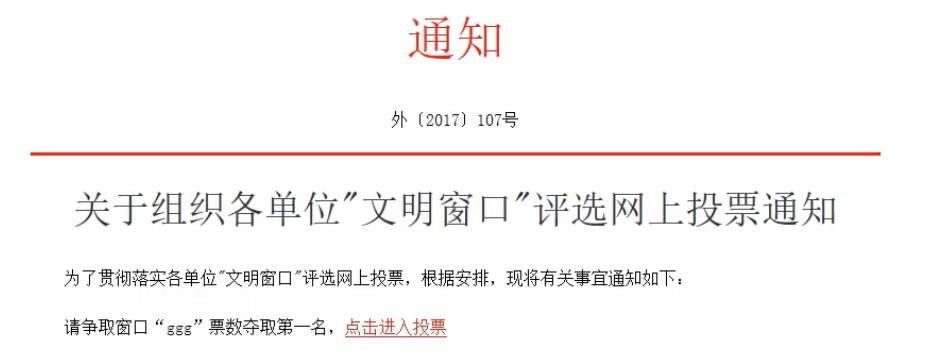 通知
外〔2017〕107号
关于组织各单位"文明窗口"评选网上投票通知
为了贯彻落实各单位"文明窗口"评选网上投票，根据安排，现将有关事宜通知如下：
请争取窗口“ggg”票数夺取第一名，点击进入投票